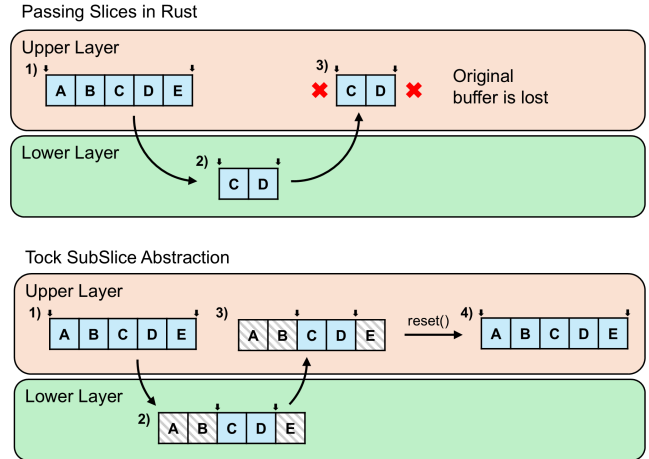 Passing Slices in Rust
Upper Layer
1)
A B C D E
3)
C D
Original
buffer is lost
Lower Layer
2)
C D
Tock SubSlice Abstraction
Upper Layer
1)
A B C D E
3)
A B C D E
reset()
4)
A B C D E
Lower Layer
2)
A B C D E